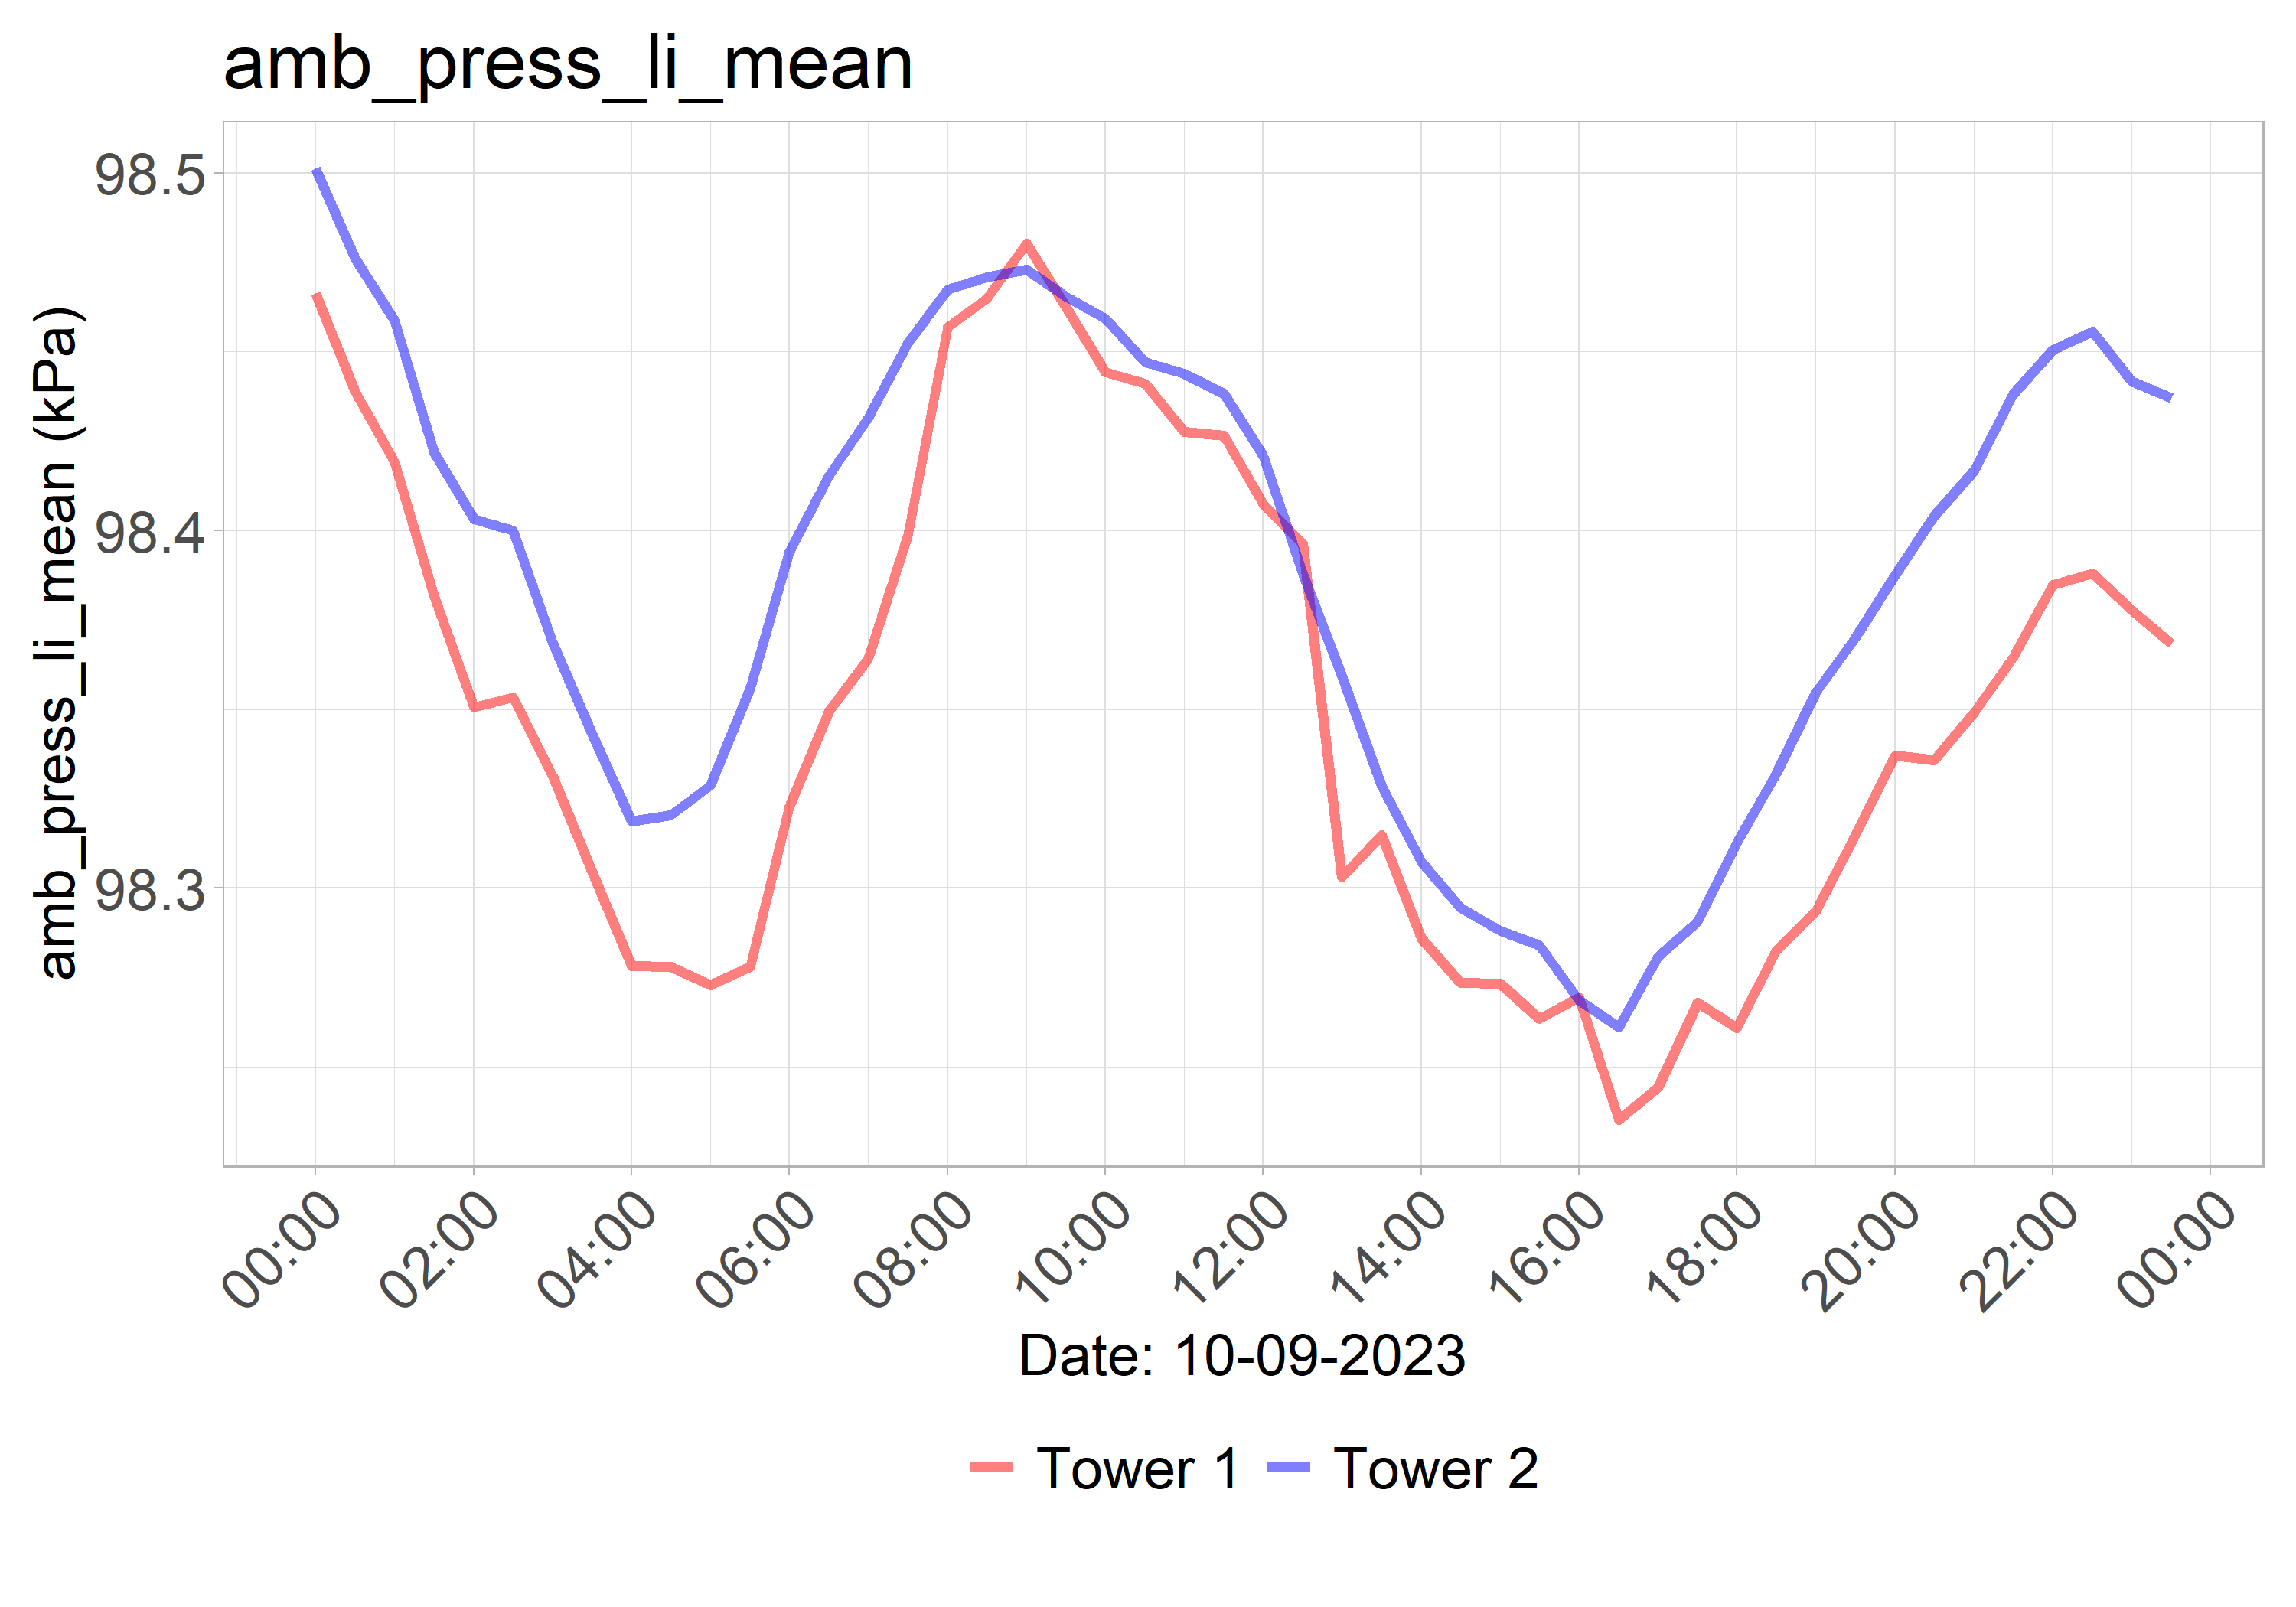 amb_press_li_mean
amb_press_li_mean (kPa)
98.5
98.4
98.3
00:00 02:00 04:00 06:00 08:00 10:00 12:00 14:00 16:00 18:00 20:00 22:00 00:00
Date: 10-09-2023
Tower 1 Tower 2